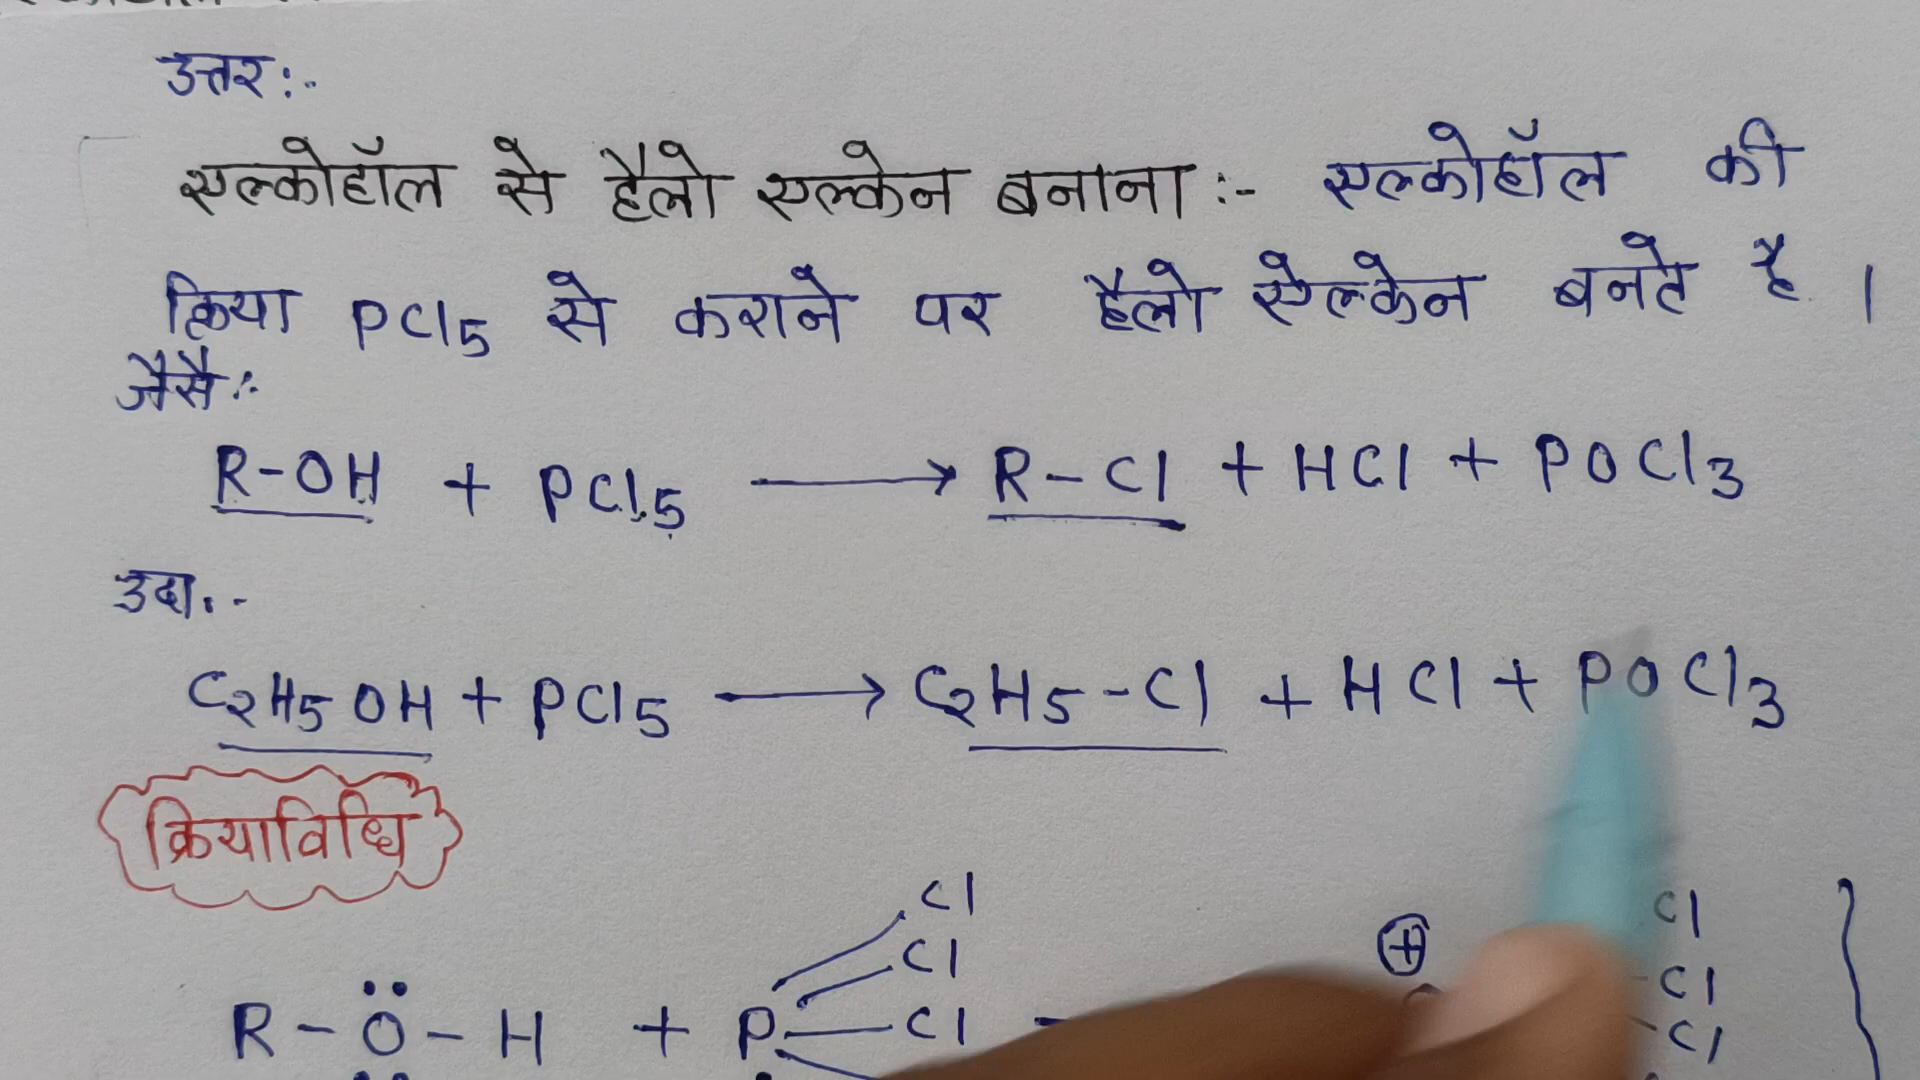 उत्तर:-
एल्कोहॉल से हैलो एल्केन बनाना:- एल्कोहॉल की
क्रिया PCl5 से कराने पर हैलो ऐल्केन बनते है ।
जैसै:-
R-OH + PCl5 ⟶ R-Cl + HCl + POCl3
उदा.-
C2H5OH + PCl5 ⟶ C2H5-Cl + HCl + POCl3
क्रियाविधि
Cl
Cl Cl
⊕
R-O-H + P-Cl Cl
Cl